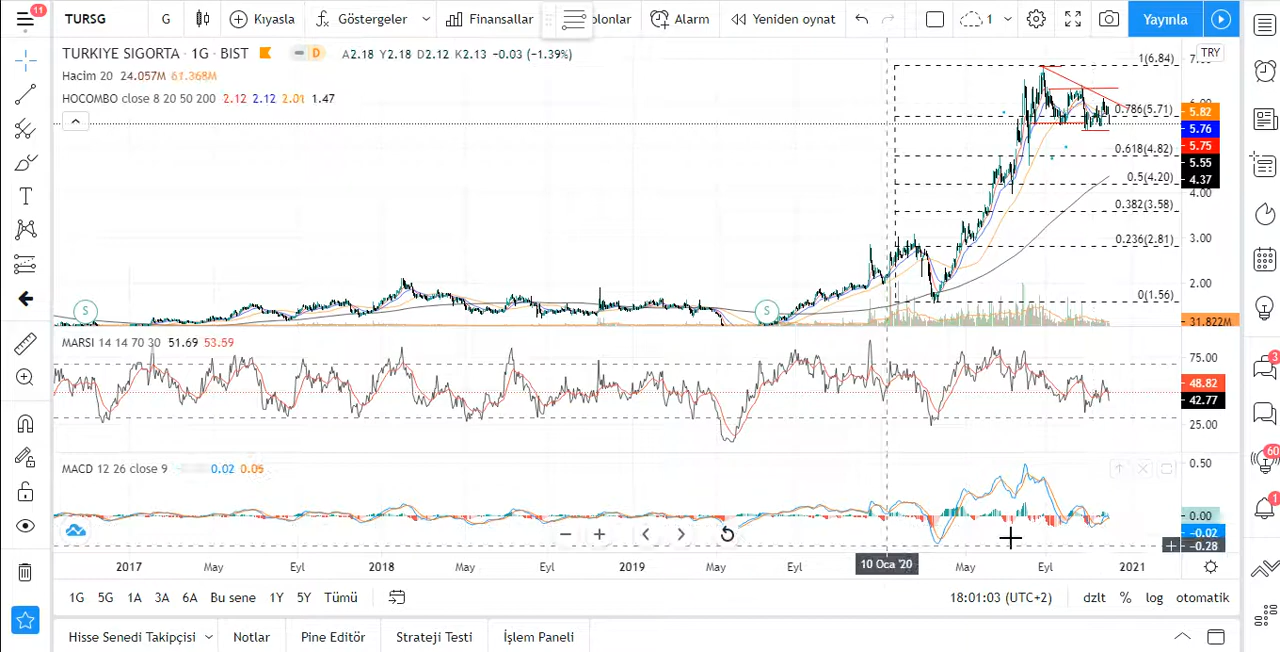 11
TURSG G Kıyasla Göstergeler Finansallar olonlar Alarm Yeniden oynat 1 Yayınla
TURKIYE SIGORTA · 1G · BIST D A2.18 Y2.18 D2.12 K2.13 −0.03 (−1.39%)
TRY
Hacim 20 24.057M 61.368M
HOCOMBO close 8 20 50 200 2.12 2.12 2.01 1.47
1(6.84)
0.786(5.71)
5.82
5.76
5.75
5.55
0.618(4.82)
0.5(4.20)
4.37
4.00
0.382(3.58)
3.00
0.236(2.81)
2.00
0(1.56)
S S
31.822M
MARSI 14 14 70 30 51.69 53.59
75.00
48.82
42.77
25.00
3
60
1
MACD 12 26 close 9 0.02 0.05
0.50
0.00
-0.02
-0.28
2017 May Eyl 2018 May Eyl 2019 May Eyl 10 Oca '20 May Eyl 2021
1G 5G 1A 3A 6A Bu sene 1Y 5Y Tümü 18:01:03 (UTC+2) dzlt % log otomatik
Hisse Senedi Takipçisi Notlar Pine Editör Strateji Testi İşlem Paneli